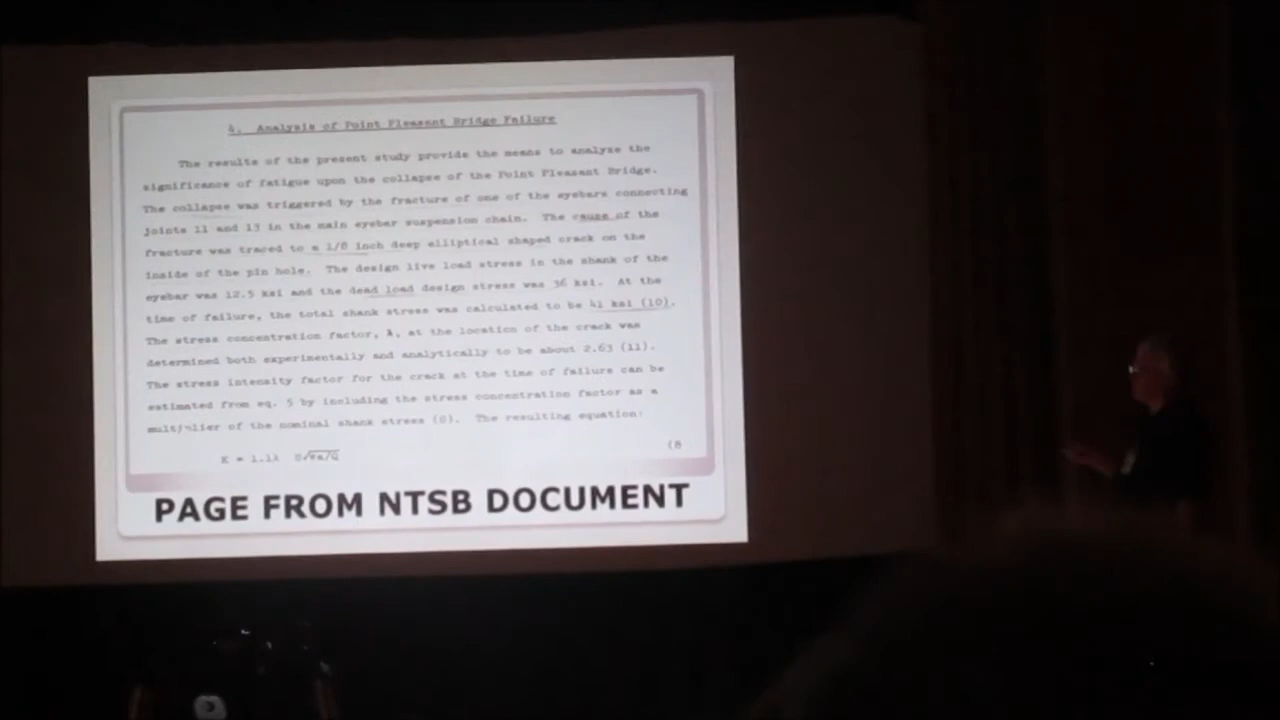 4. Analysis of Point Pleasant Bridge Failure
The results of the present study provide the means to analyze the
significance of fatigue upon the collapse of the Point Pleasant Bridge.
The collapse was triggered by the fracture of one of the eyebars connecting
joints 11 and 13 in the main eyebar suspension chain. The cause of the
fracture was traced to a 1/8 inch deep elliptical shaped crack on the
inside of the pin hole. The design live load stress in the shank of the
eyebar was 12.5 ksi and the dead load design stress was 36 ksi. At the
time of failure, the total shank stress was calculated to be 41 ksi (10).
The stress concentration factor, λ, at the location of the crack was
determined both experimentally and analytically to be about 2.63 (11).
The stress intensity factor for the crack at the time of failure can be
estimated from eq. 5 by including the stress concentration factor as a
multiplier of the nominal shank stress (σ). The resulting equation:
K = 1.1λ √πa/Q (8
PAGE FROM NTSB DOCUMENT